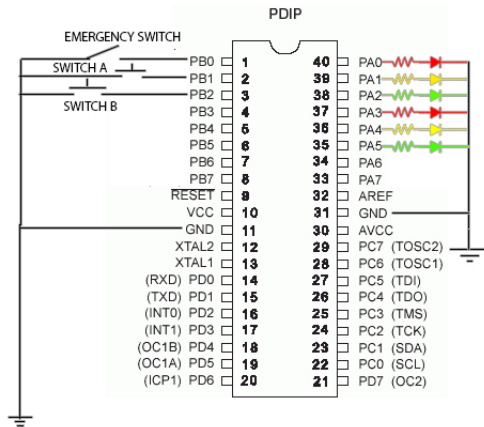 PDIP
EMERGENCY SWITCH
PB0 1 40 PA0
SWITCH A
PB1 2 39 PA1
PB2 3 38 PA2
SWITCH B
PB3 4 37 PA3
PB4 5 36 PA4
PB5 6 35 PA5
PB6 7 34 PA6
PB7 8 33 PA7
RESET 9 32 AREF
VCC 10 31 GND
GND 11 30 AVCC
XTAL2 12 29 PC7 (TOSC2)
XTAL1 13 28 PC6 (TOSC1)
(RXD) PD0 14 27 PC5 (TDI)
(TXD) PD1 15 26 PC4 (TDO)
(INT0) PD2 16 25 PC3 (TMS)
(INT1) PD3 17 24 PC2 (TCK)
(OC1B) PD4 18 23 PC1 (SDA)
(OC1A) PD5 19 22 PC0 (SCL)
(ICP1) PD6 20 21 PD7 (OC2)